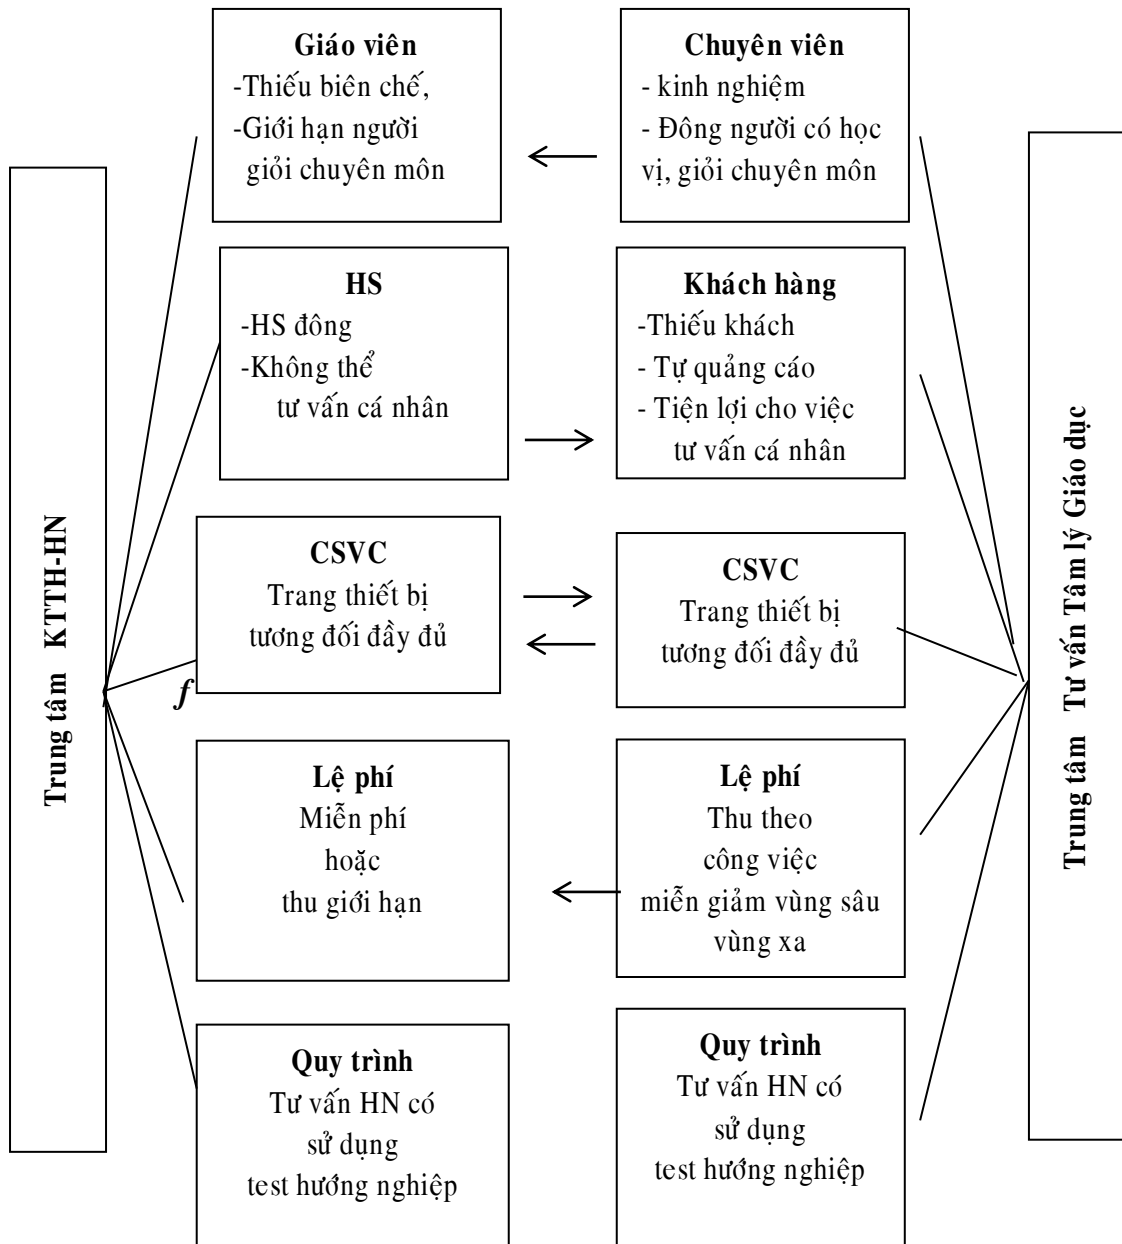 Trung tâm KTTH-HN
Giáo viên
-Thiếu biên chế,
-Giới hạn người
giỏi chuyên môn
Chuyên viên
- kinh nghiệm
- Đông người có học
vị, giỏi chuyên môn
HS
-HS đông
-Không thể
tư vấn cá nhân
Khách hàng
-Thiếu khách
- Tự quảng cáo
- Tiện lợi cho việc
tư vấn cá nhân
CSVC
Trang thiết bị
tương đối đầy đủ
CSVC
Trang thiết bị
tương đối đầy đủ
f
Lệ phí
Miễn phí
hoặc
thu giới hạn
Lệ phí
Thu theo
công việc
miễn giảm vùng sâu
vùng xa
Quy trình
Tư vấn HN có
sử dụng
test hướng nghiệp
Quy trình
Tư vấn HN có
sử dụng
test hướng nghiệp
Trung tâm Tư vấn Tâm lý Giáo dục